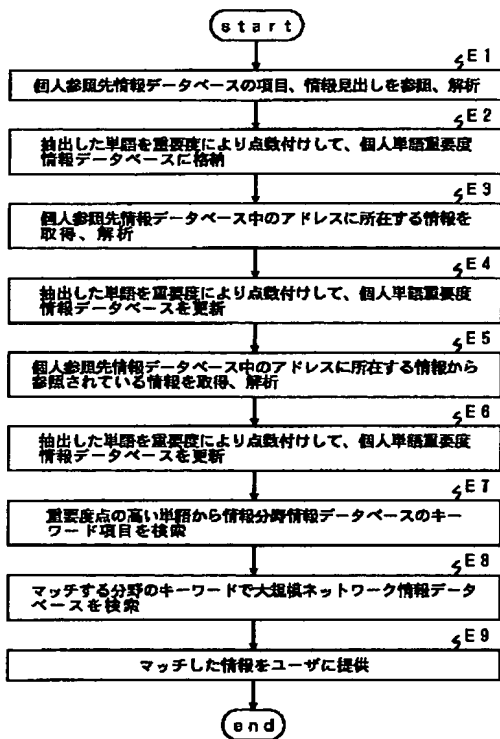 start
E1
個人参照先情報データベースの項目、情報見出しを参照、解析
E2
抽出した単語を重要度により点数付けして、個人単語重要度
情報データベースに格納
E3
個人参照先情報データベース中のアドレスに所在する情報を
取得、解析
E4
抽出した単語を重要度により点数付けして、個人単語重要度
情報データベースを更新
E5
個人参照先情報データベース中のアドレスに所在する情報から
参照されている情報を取得、解析
E6
抽出した単語を重要度により点数付けして、個人単語重要度
情報データベースを更新
E7
重要度点の高い単語から情報分野情報データベースのキー
ワード項目を検索
E8
マッチする分野のキーワードで大規模ネットワーク情報データ
ベースを検索
E9
マッチした情報をユーザに提供
end